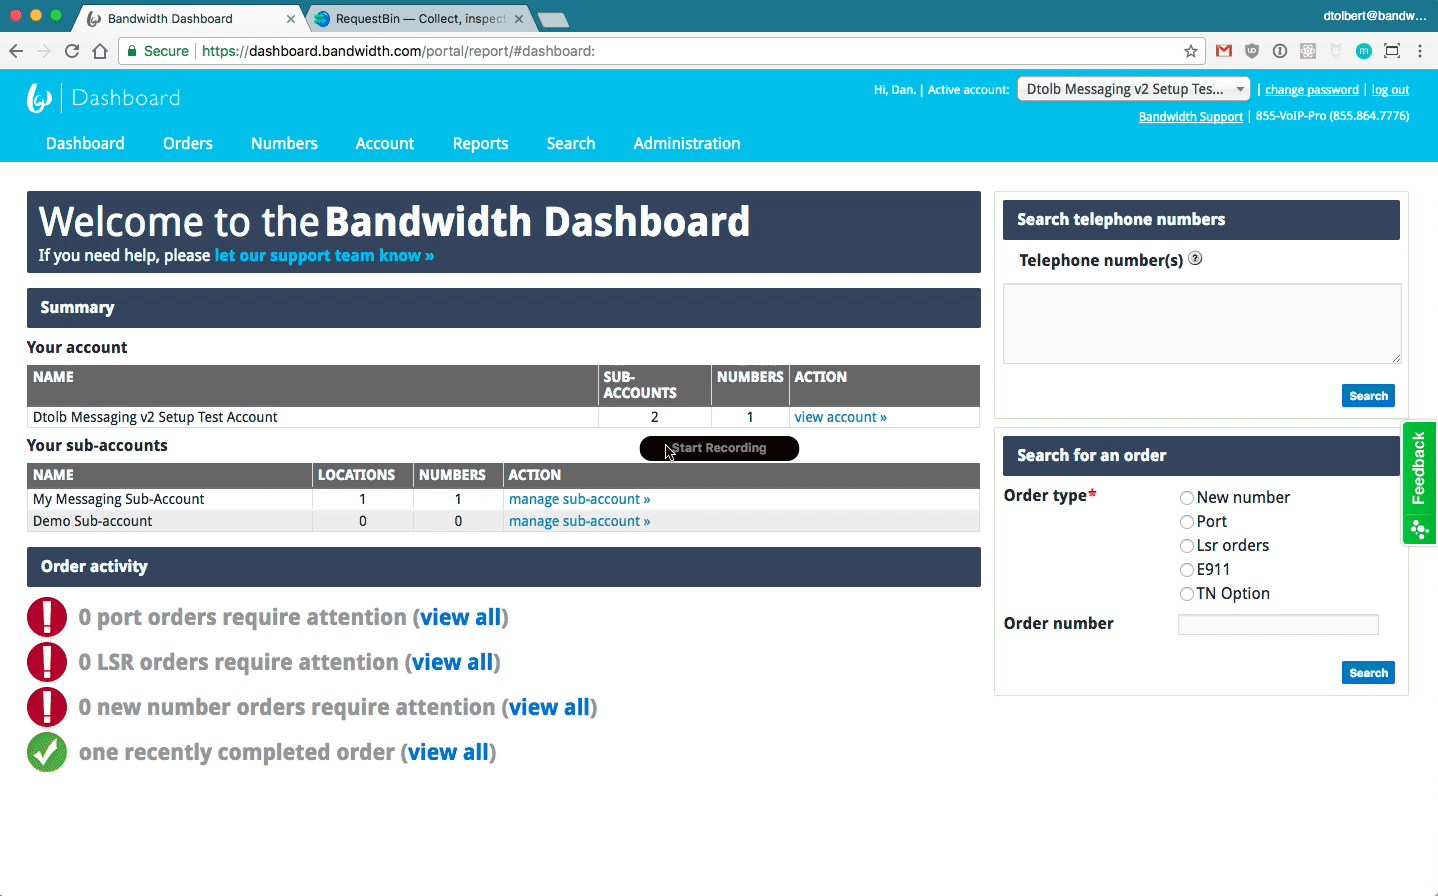 Bandwidth Dashboard
RequestBin — Collect, inspect
dtolbert@bandw...
Secure
https://dashboard.bandwidth.com/portal/report/#dashboard:
Dashboard
Hi, Dan. | Active account:
Dtolb Messaging v2 Setup Tes...
| change password | log out
Bandwidth Support | 855-VoIP-Pro (855.864.7776)
Dashboard
Orders
Numbers
Account
Reports
Search
Administration
Welcome to the Bandwidth Dashboard
If you need help, please let our support team know »
Summary
Your account
NAME
SUB-
ACCOUNTS
NUMBERS
ACTION
Dtolb Messaging v2 Setup Test Account
2
1
view account »
Your sub-accounts
Start Recording
NAME
LOCATIONS
NUMBERS
ACTION
My Messaging Sub-Account
1
1
manage sub-account »
Demo Sub-account
0
0
manage sub-account »
Order activity
0 port orders require attention (view all)
0 LSR orders require attention (view all)
0 new number orders require attention (view all)
one recently completed order (view all)
Search telephone numbers
Telephone number(s) ?
Search
Search for an order
Order type*
New number
Port
Lsr orders
E911
TN Option
Order number
Search
Feedback